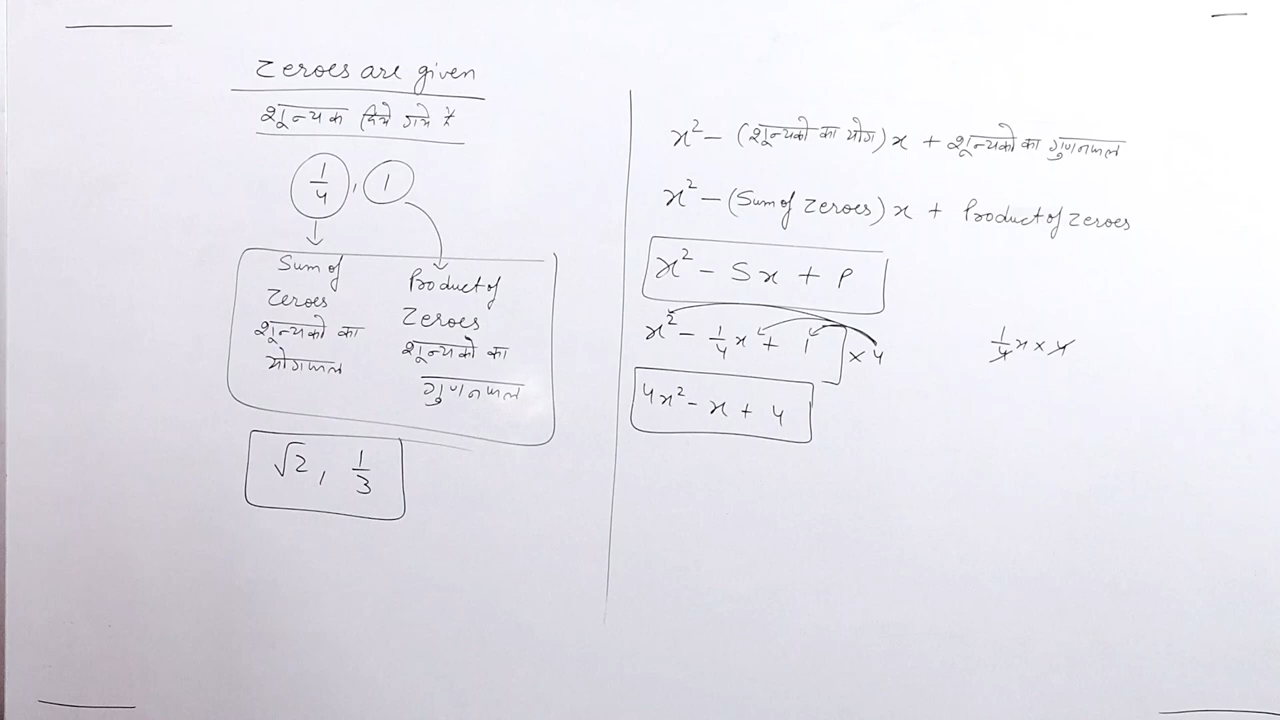 Zeroes are given
शून्यक दिये गये हैं
1/4, 1
Sum of
Zeroes
शून्यको का
योगफल
Product of
Zeroes
शून्यको का
गुणनफल
√2, 1/3
x² - (शून्यको का योग)x + शून्यको का गुणनफल
x² - (Sum of Zeroes)x + Product of Zeroes
x² - Sx + P
x² - 1/4 x + 1 ] × 4
1/4 x × 4
4x² - x + 4